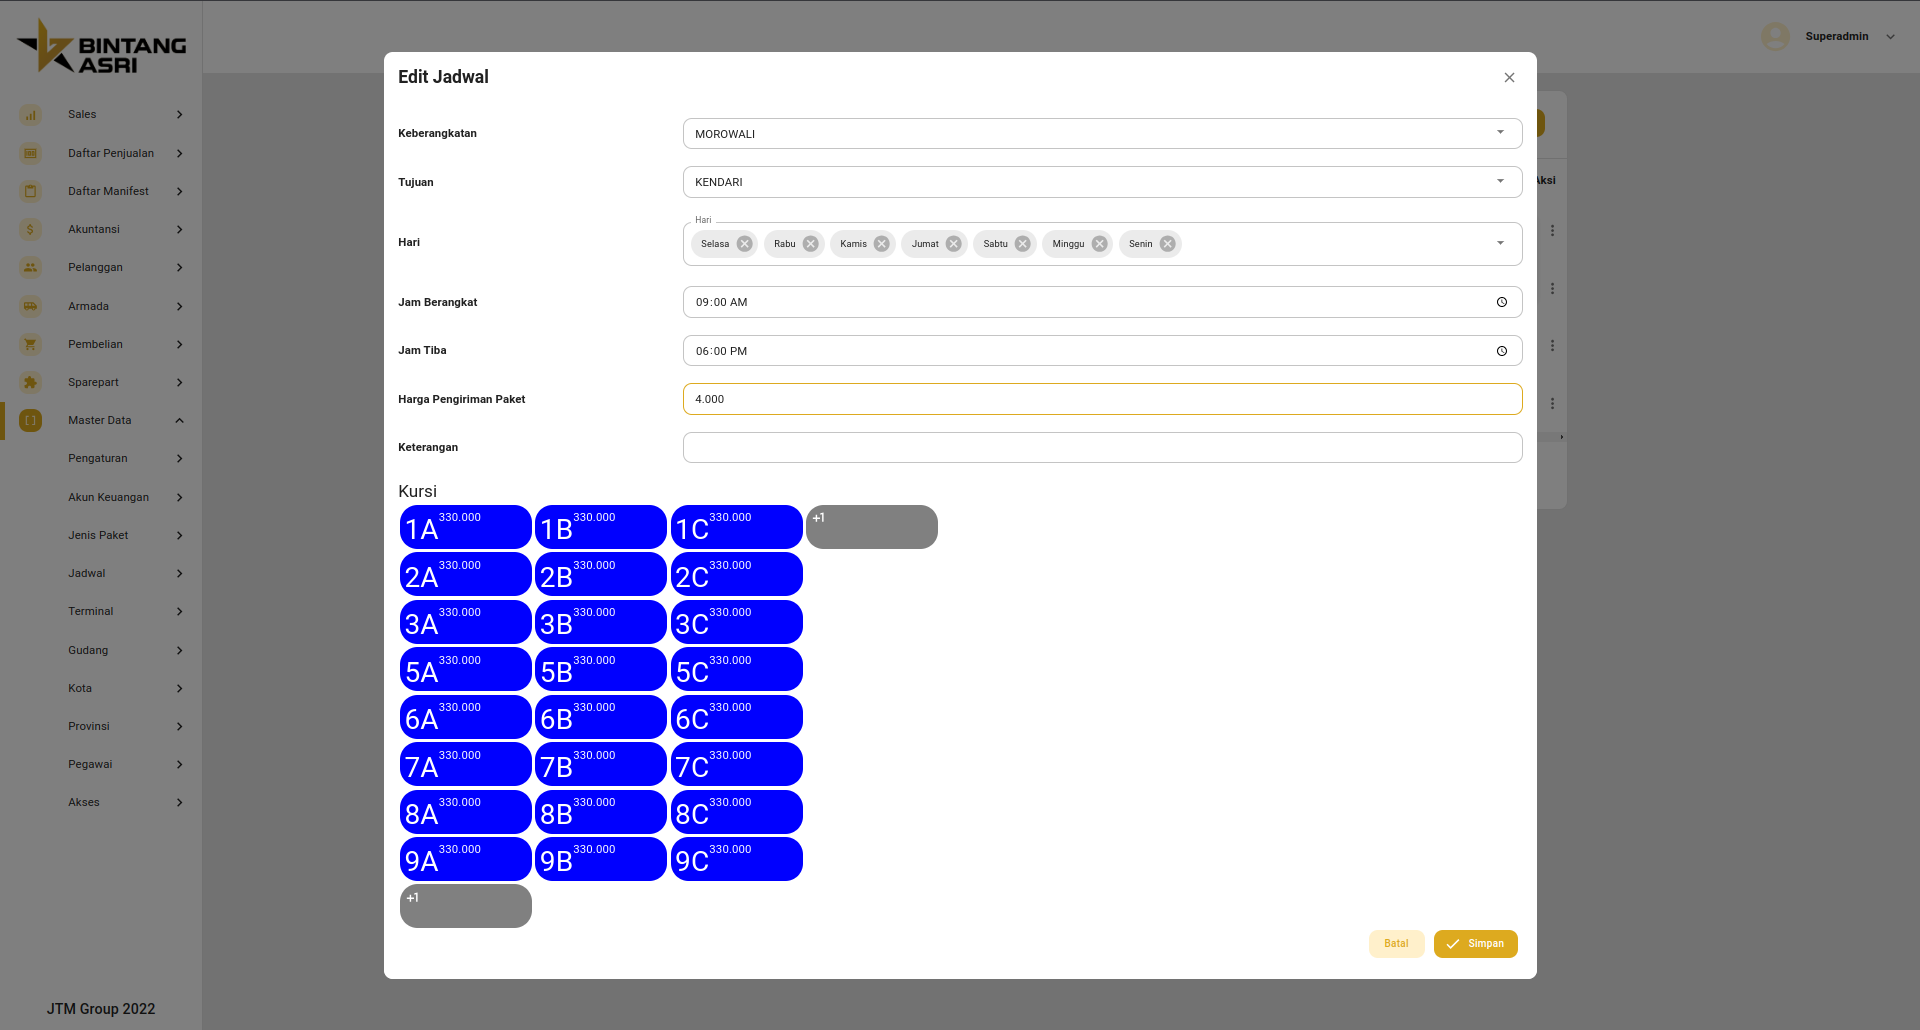 BINTANG
ASRI
Superadmin
Sales
Daftar Penjualan
Daftar Manifest
Akuntansi
Pelanggan
Armada
Pembelian
Sparepart
Master Data
Pengaturan
Akun Keuangan
Jenis Paket
Jadwal
Terminal
Gudang
Kota
Provinsi
Pegawai
Akses
JTM Group 2022
Aksi
Edit Jadwal
Keberangkatan
MOROWALI
Tujuan
KENDARI
Hari
Hari
Selasa Rabu Kamis Jumat Sabtu Minggu Senin
Jam Berangkat
09:00 AM
Jam Tiba
06:00 PM
Harga Pengiriman Paket
4.000
Keterangan
Kursi
1A 330.000 1B 330.000 1C 330.000 +1
2A 330.000 2B 330.000 2C 330.000
3A 330.000 3B 330.000 3C 330.000
5A 330.000 5B 330.000 5C 330.000
6A 330.000 6B 330.000 6C 330.000
7A 330.000 7B 330.000 7C 330.000
8A 330.000 8B 330.000 8C 330.000
9A 330.000 9B 330.000 9C 330.000
+1
Batal Simpan